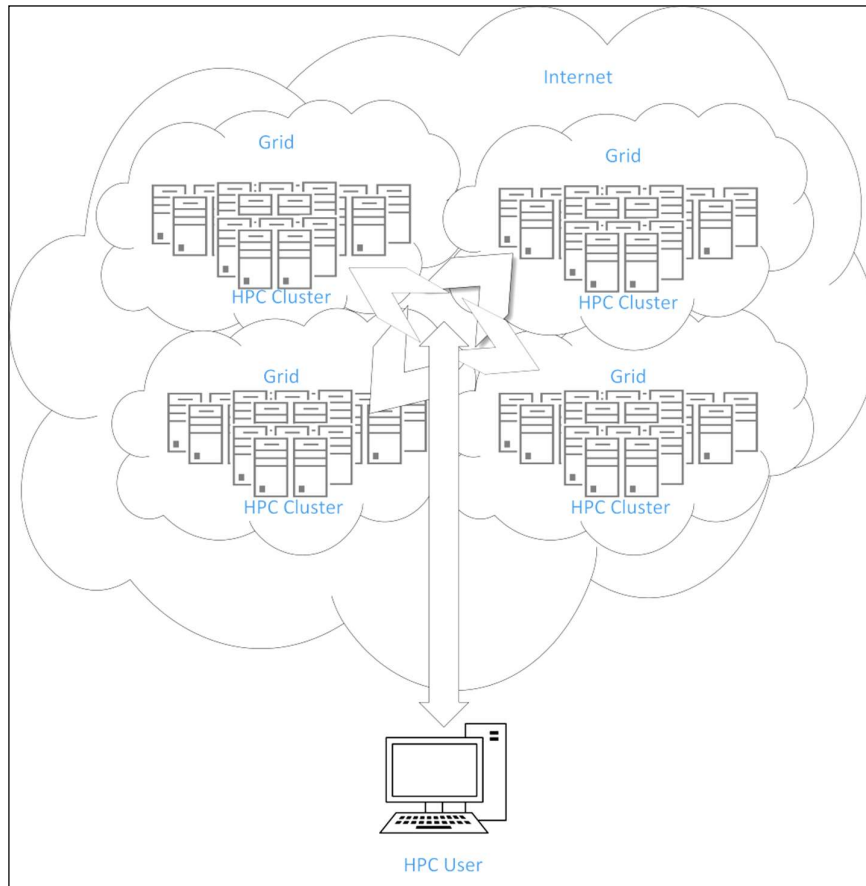 Internet
Grid
Grid
HPC Cluster
HPC Cluster
Grid
Grid
HPC Cluster
HPC Cluster
HPC User